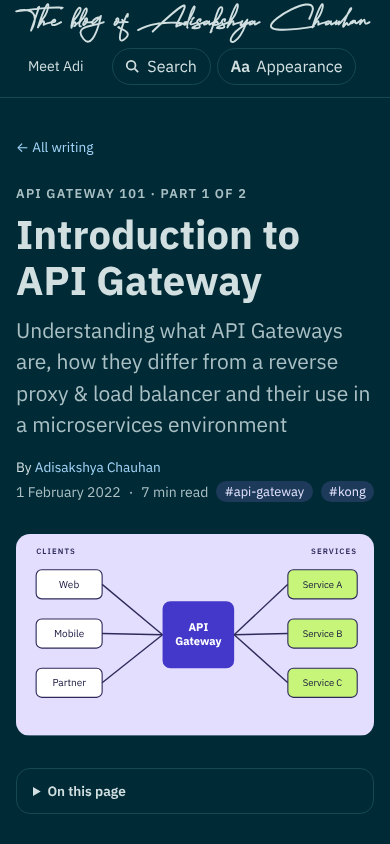 The blog of Adisakshya Chauhan
Meet Adi
Search
Aa Appearance
← All writing
API GATEWAY 101 · PART 1 OF 2
Introduction to
API Gateway
Understanding what API Gateways
are, how they differ from a reverse
proxy & load balancer and their use in
a microservices environment
By Adisakshya Chauhan
1 February 2022 · 7 min read #api-gateway #kong
CLIENTS SERVICES
Web Service A
API
Gateway
Mobile Service B
Partner Service C
On this page